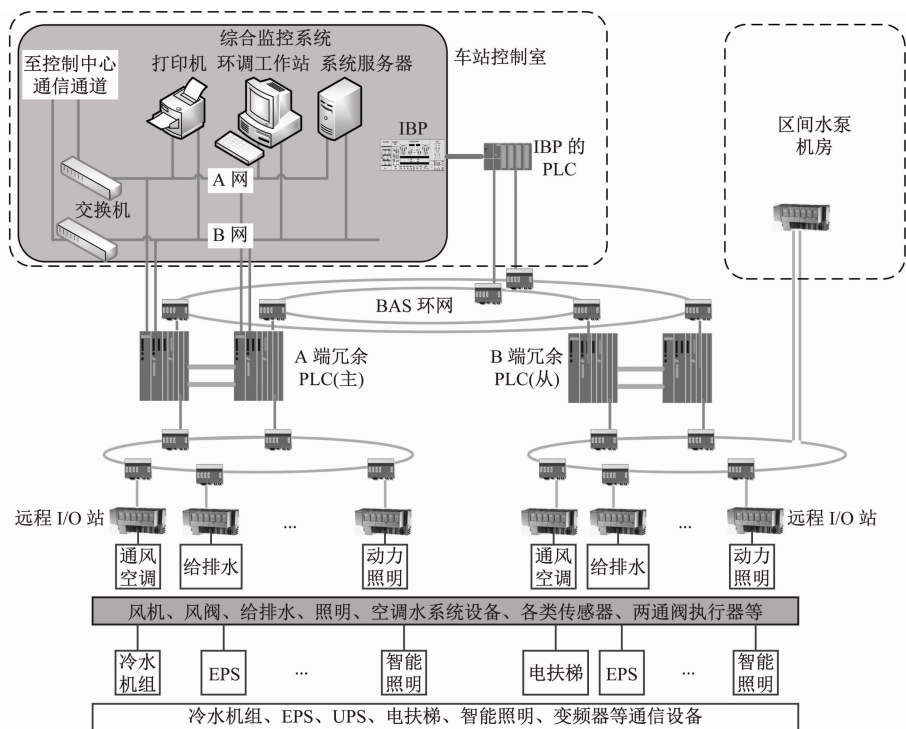 综合监控系统
至控制中心
通信通道
打印机
环调工作站
系统服务器
车站控制室
IBP
IBP 的
PLC
A 网
交换机
B 网
区间水泵
机房
BAS 环网
A 端冗余
PLC(主)
B 端冗余
PLC(从)
远程 I/O 站
...
...
远程 I/O 站
通风
空调
给排水
动力
照明
通风
空调
给排水
动力
照明
风机、风阀、给排水、照明、空调水系统设备、各类传感器、两通阀执行器等
冷水
机组
EPS
...
智能
照明
电扶梯
EPS
...
智能
照明
冷水机组、EPS、UPS、电扶梯、智能照明、变频器等通信设备